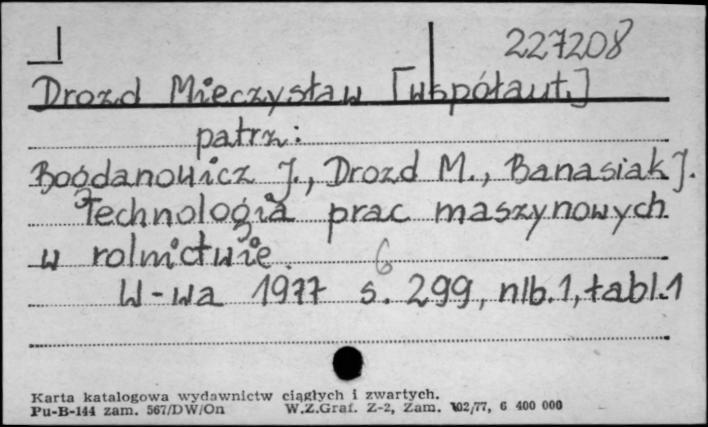 227208
Drozd Mieczysław [współaut.]
patrz:
Bogdanowicz J., Drozd M., Banasiak J.
Technologia prac maszynowych
w rolnictwie.
6
W-wa 1977 s. 299, nlb. 1, tabl. 1
Karta katalogowa wydawnictw ciągłych i zwartych.
Pu-B-144 zam. 567/DW/On W.Z.Graf. Z-2, Zam. 102/77, 6 400 000